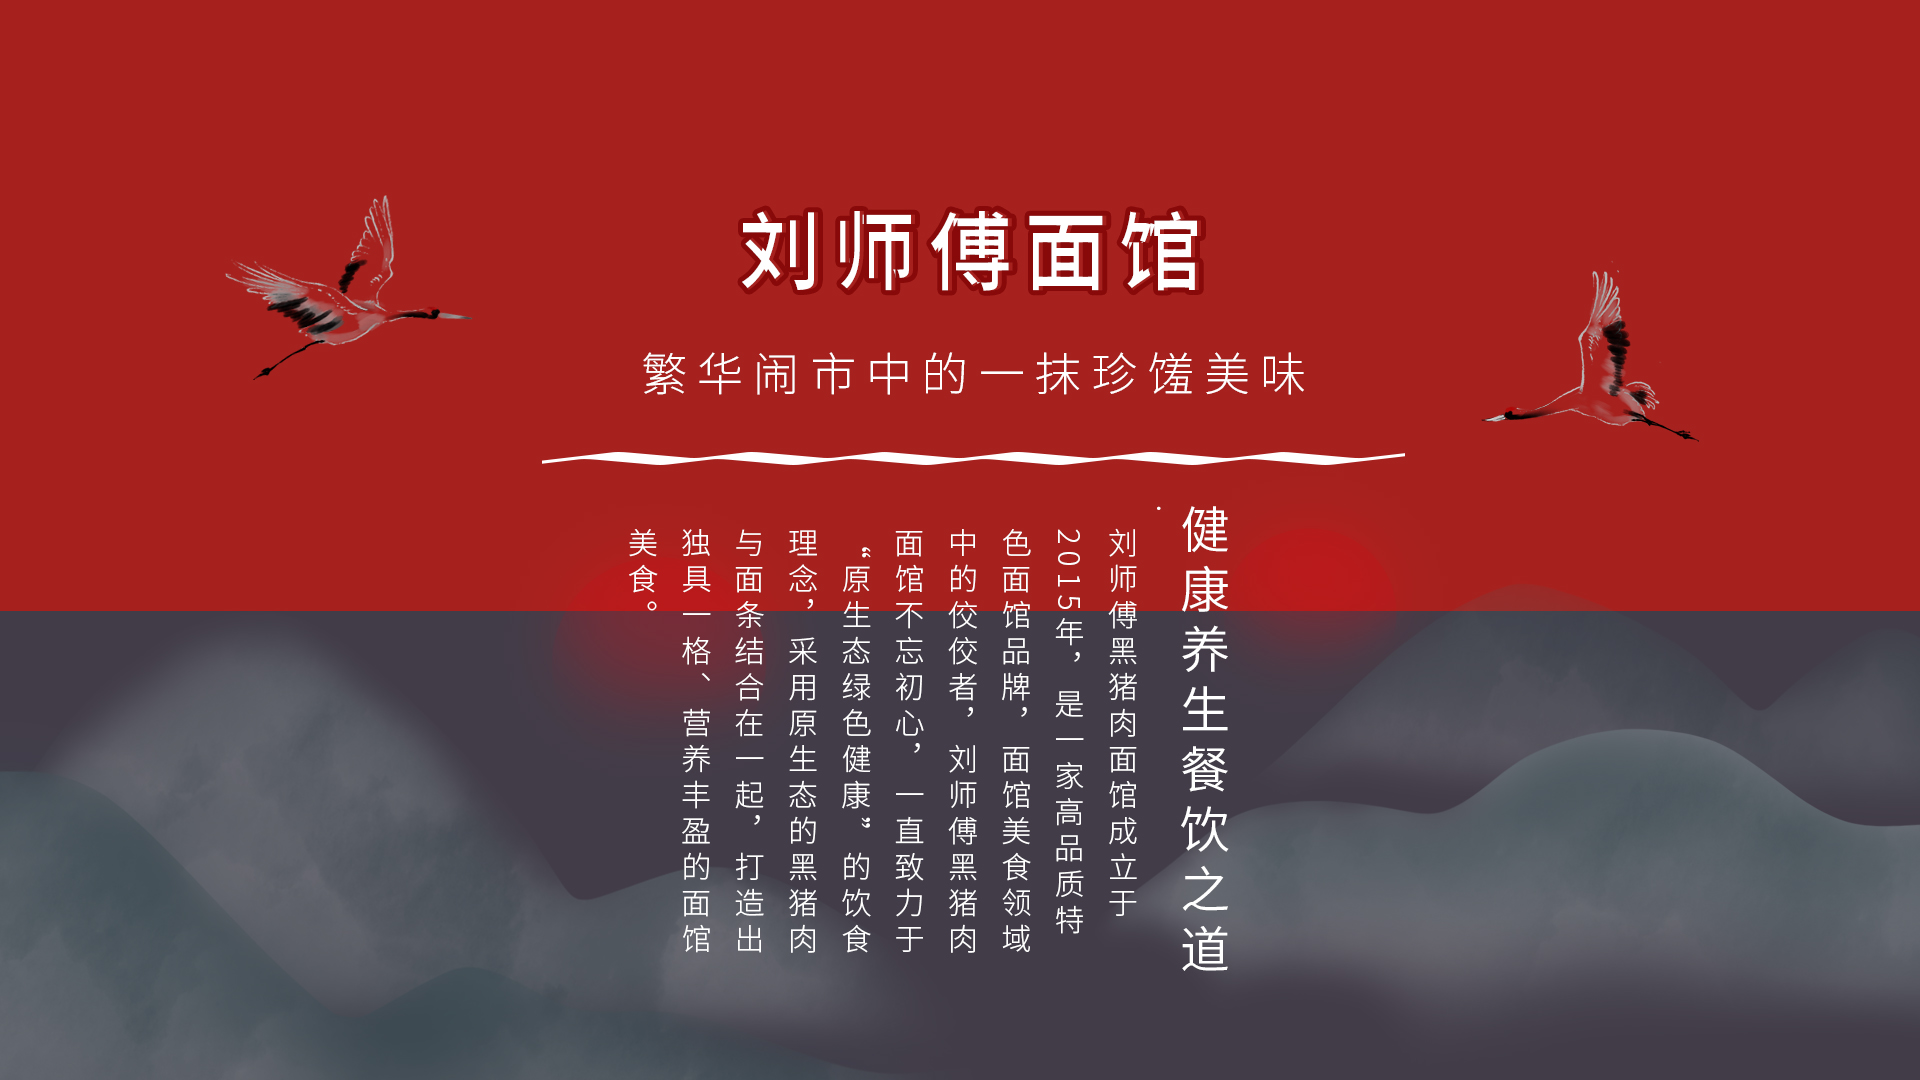 刘师傅面馆
繁华闹市中的一抹珍馐美味
·健康养生餐饮之道
刘师傅黑猪肉面馆成立于
2015年，是一家高品质特
色面馆品牌，面馆美食领域
中的佼佼者，刘师傅黑猪肉
面馆不忘初心，一直致力于
“原生态绿色健康”的饮食
理念，采用原生态的黑猪肉
与面条结合在一起，打造出
独具一格、营养丰盈的面馆
美食。